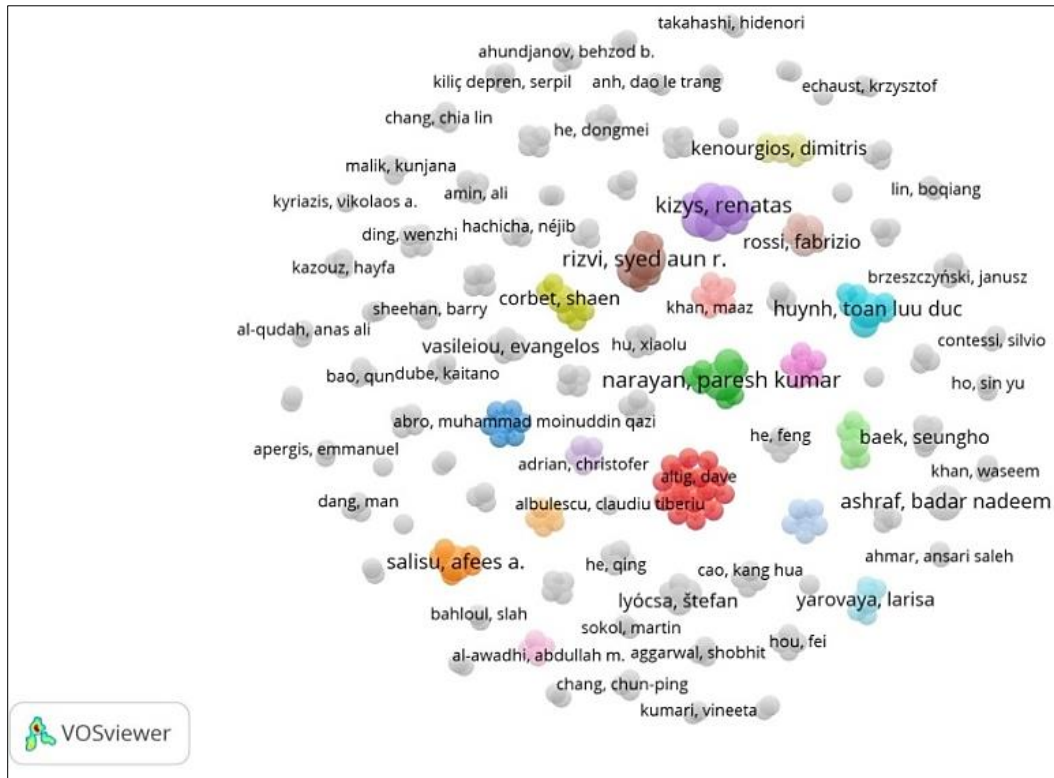 takahashi, hidenori
ahundjanov, behzod b.
kiliç depren, serpil
anh, dao le trang
echaust, krzysztof
chang, chia lin
he, dongmei
kenourgios, dimitris
malik, kunjana
amin, ali
lin, boqiang
kyriazis, vikolaos a.
kizys, renatas
ding, wenzhi
hachicha, néjib
rossi, fabrizio
kazouz, hayfa
rizvi, syed aun r.
brzeszczyński, janusz
sheehan, barry
corbet, shaen
khan, maaz
huynh, toan luu duc
al-qudah, anas ali
vasileiou, evangelos
hu, xiaolu
contessi, silvio
bao, qun
dube, kaitano
narayan, paresh kumar
ho, sin yu
abro, muhammad moinuddin qazi
he, feng
baek, seungho
apergis, emmanuel
adrian, christofer
altig, dave
khan, waseem
dang, man
albulescu, claudiu tiberiu
ashraf, badar nadeem
salisu, afees a.
he, qing
cao, kang hua
ahmar, ansari saleh
bahloul, slah
lyócsa, štefan
yarovaya, larisa
sokol, martin
hou, fei
al-awadhi, abdullah m.
aggarwal, shobhit
chang, chun-ping
kumari, vineeta
VOSviewer